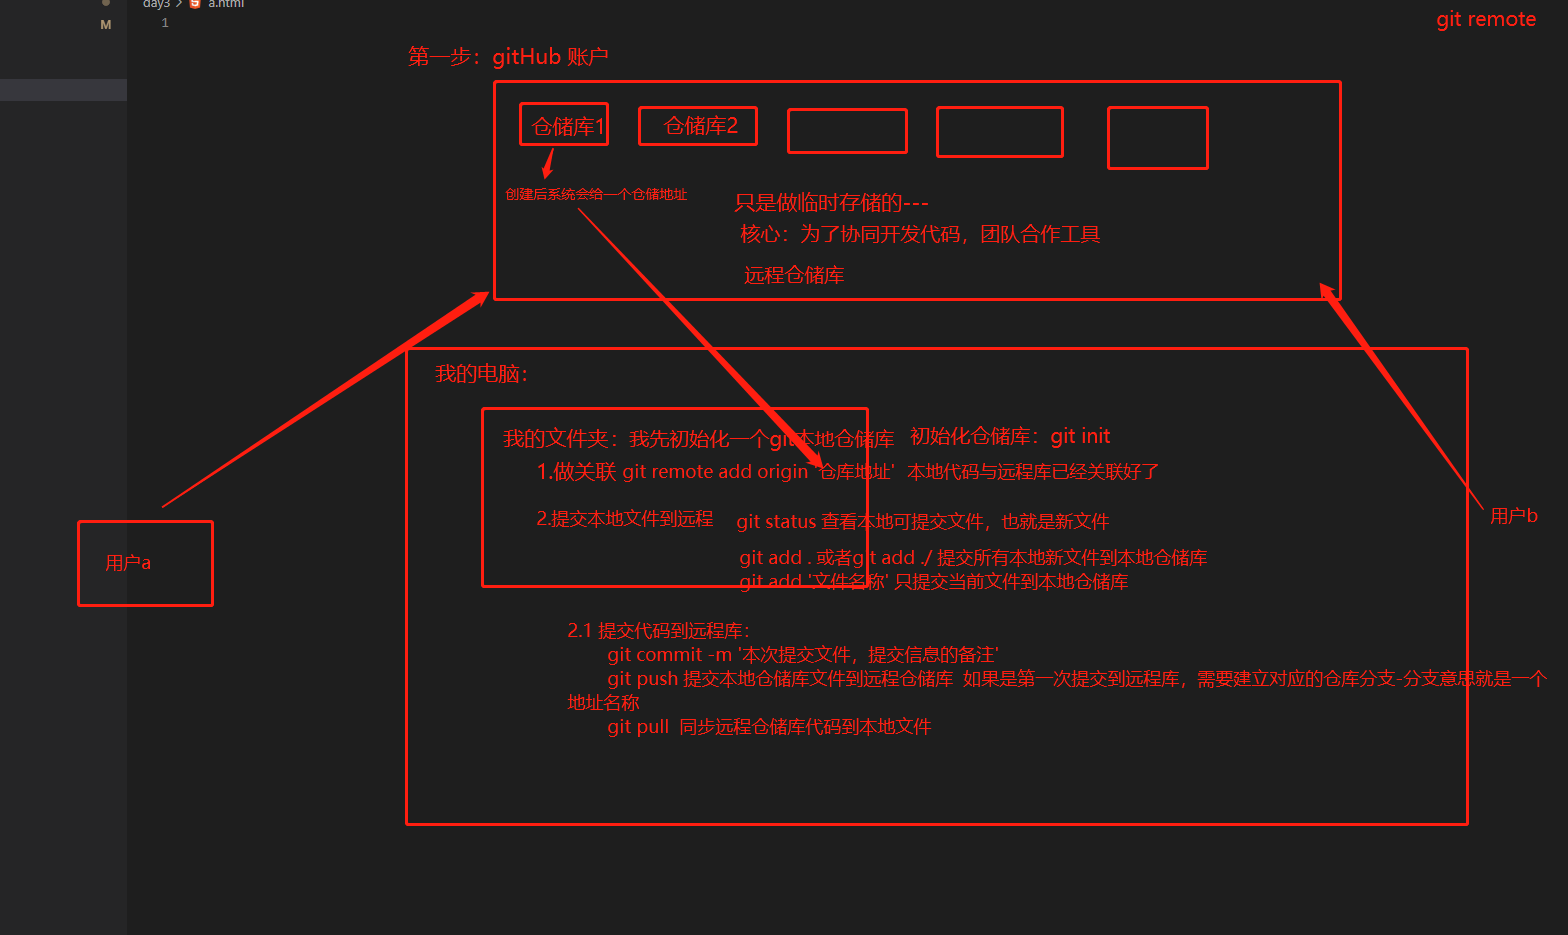 day3 > a.html
M
1
git remote
第一步：gitHub 账户
仓储库1
仓储库2
创建后系统会给一个仓储地址
只是做临时存储的---
核心：为了协同开发代码，团队合作工具
远程仓储库
我的电脑：
我的文件夹：我先初始化一个git本地仓储库
初始化仓储库：git init
1.做关联 git remote add origin '仓库地址' 本地代码与远程库已经关联好了
2.提交本地文件到远程
git status 查看本地可提交文件，也就是新文件
用户b
用户a
git add . 或者git add ./ 提交所有本地新文件到本地仓储库
git add '文件名称' 只提交当前文件到本地仓储库
2.1 提交代码到远程库：
git commit -m '本次提交文件，提交信息的备注'
git push 提交本地仓储库文件到远程仓储库 如果是第一次提交到远程库，需要建立对应的仓库分支-分支意思就是一个
地址名称
git pull 同步远程仓储库代码到本地文件